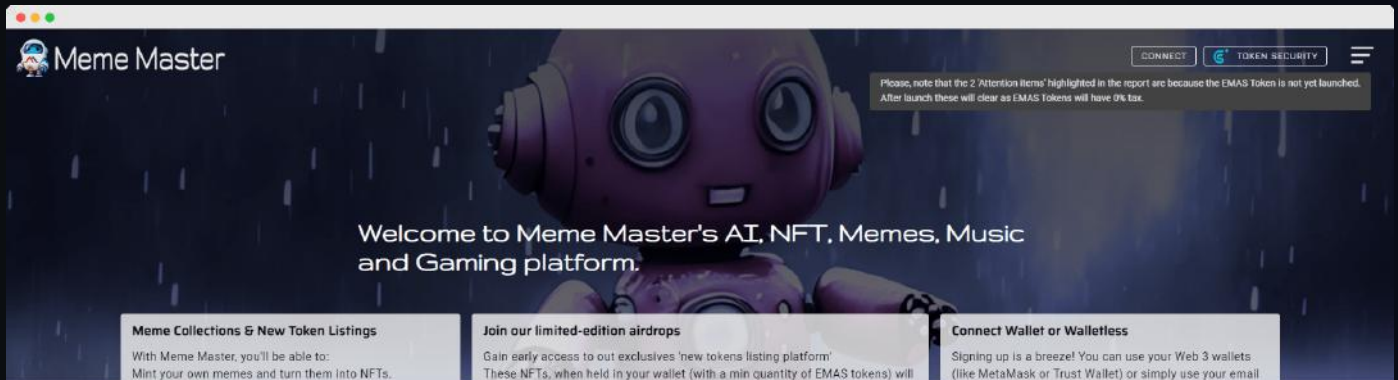 Meme Master
CONNECT
TOKEN SECURITY
Please, note that the 2 'Attention Items' highlighted in the report are because the EMAS Token is not yet launched.
After launch these will clear as EMAS Tokens will have 0% tax.
Welcome to Meme Master's AI, NFT, Memes, Music
and Gaming platform.
Meme Collections & New Token Listings
With Meme Master, you'll be able to:
Mint your own memes and turn them into NFTs.
Join our limited-edition airdrops
Gain early access to out exclusives 'new tokens listing platform'
These NFTs, when held in your wallet (with a min quantity of EMAS tokens) will
Connect Wallet or Walletless
Signing up is a breeze! You can use your Web 3 wallets
(like MetaMask or Trust Wallet) or simply use your email